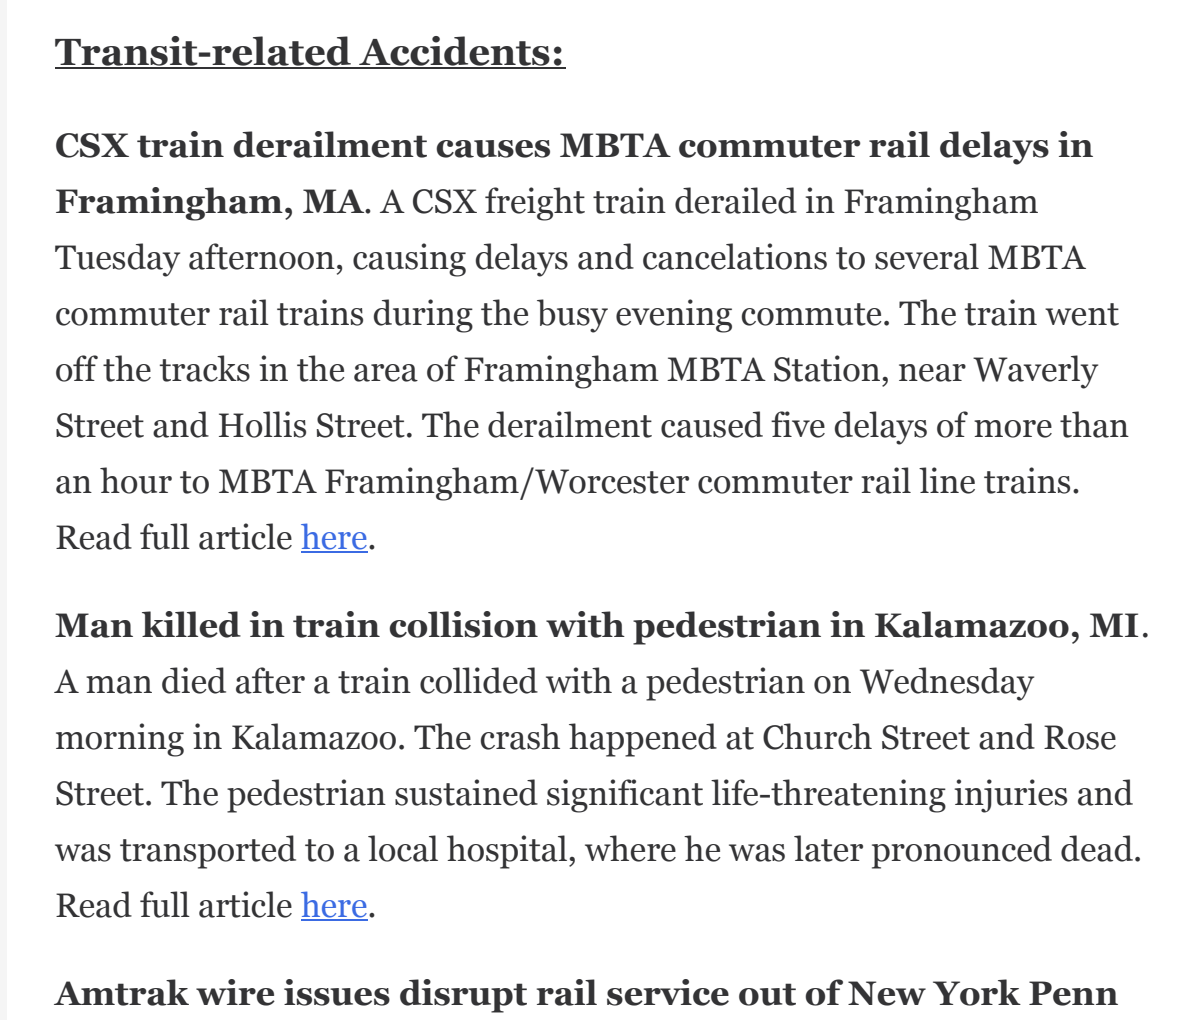 Transit-related Accidents:
CSX train derailment causes MBTA commuter rail delays in
Framingham, MA. A CSX freight train derailed in Framingham
Tuesday afternoon, causing delays and cancelations to several MBTA
commuter rail trains during the busy evening commute. The train went
off the tracks in the area of Framingham MBTA Station, near Waverly
Street and Hollis Street. The derailment caused five delays of more than
an hour to MBTA Framingham/Worcester commuter rail line trains.
Read full article here.
Man killed in train collision with pedestrian in Kalamazoo, MI.
A man died after a train collided with a pedestrian on Wednesday
morning in Kalamazoo. The crash happened at Church Street and Rose
Street. The pedestrian sustained significant life-threatening injuries and
was transported to a local hospital, where he was later pronounced dead.
Read full article here.
Amtrak wire issues disrupt rail service out of New York Penn